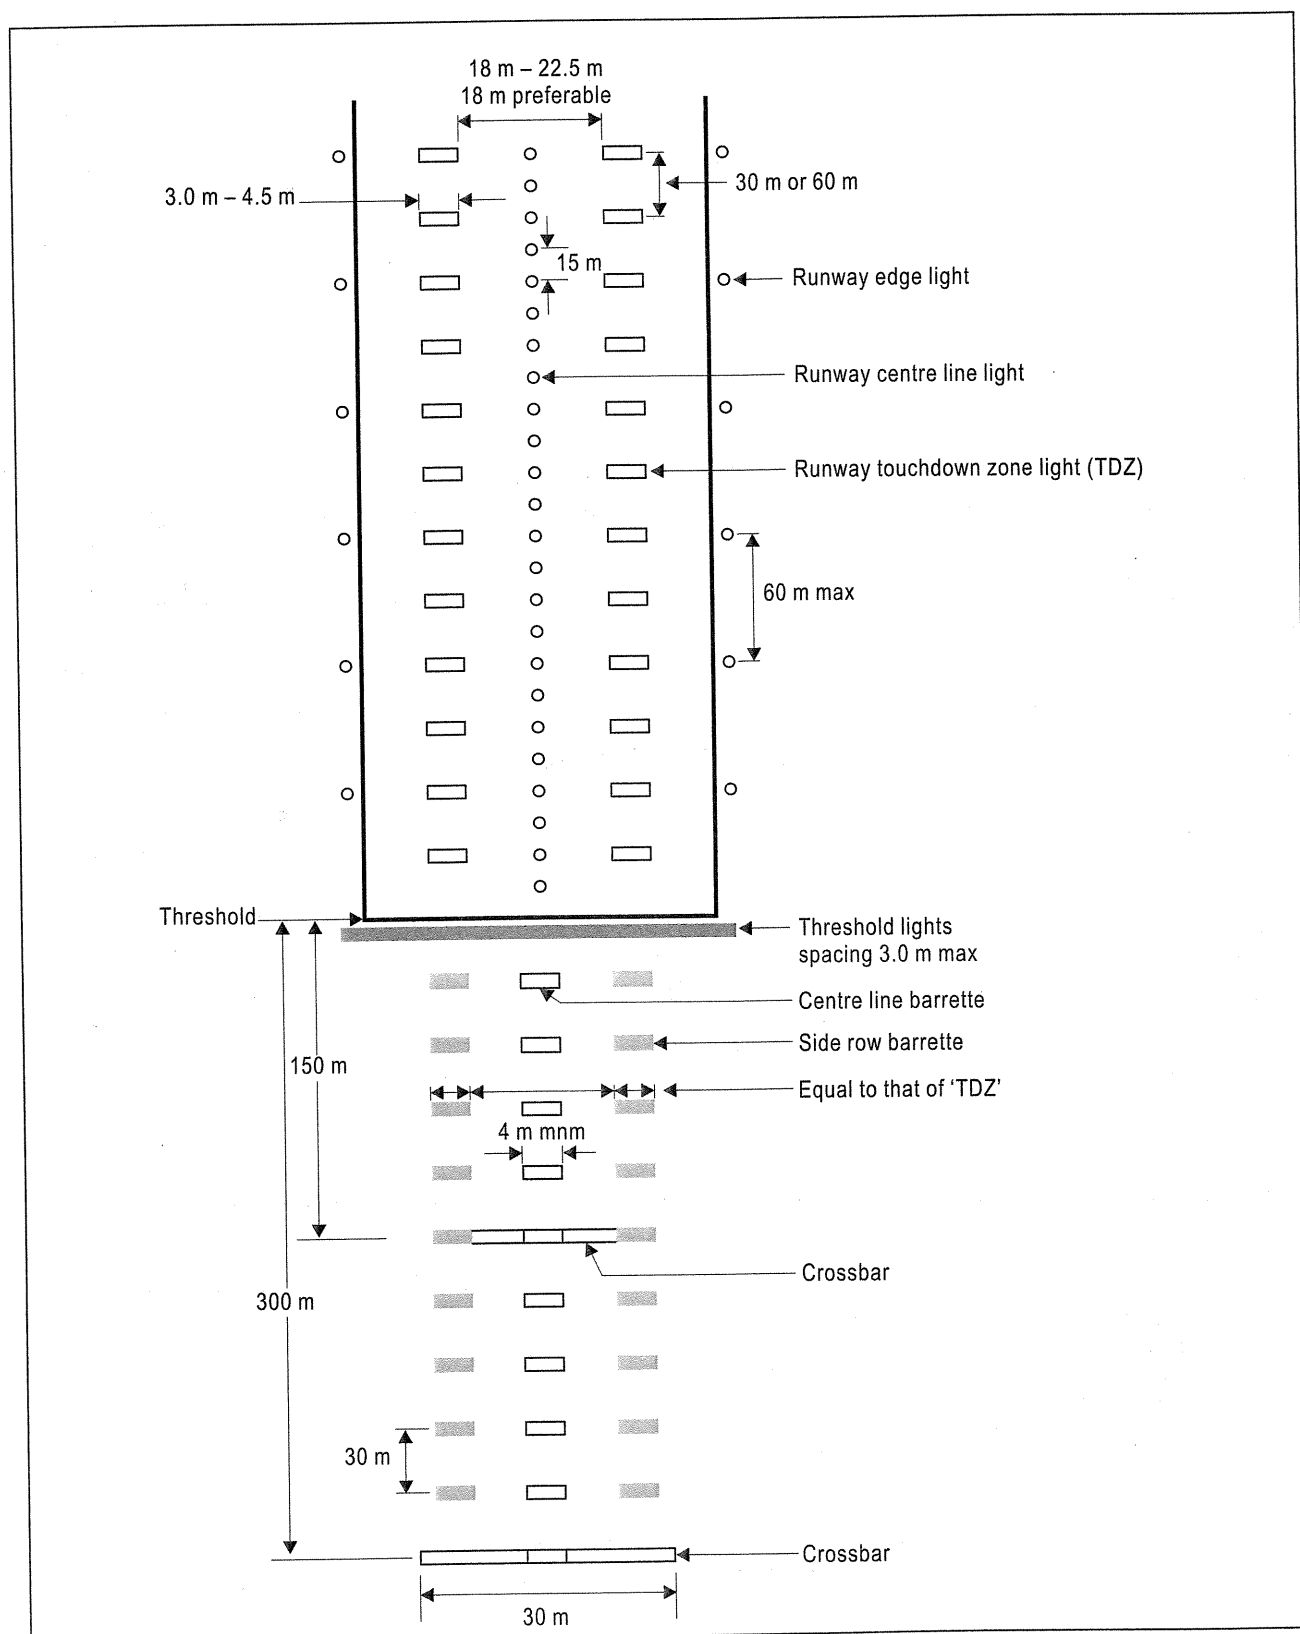 18 m – 22.5 m
18 m preferable
30 m or 60 m
3.0 m – 4.5 m
15 m
Runway edge light
Runway centre line light
Runway touchdown zone light (TDZ)
60 m max
Threshold
Threshold lights
spacing 3.0 m max
Centre line barrette
Side row barrette
150 m
Equal to that of ‘TDZ’
4 m mnm
Crossbar
300 m
30 m
Crossbar
30 m